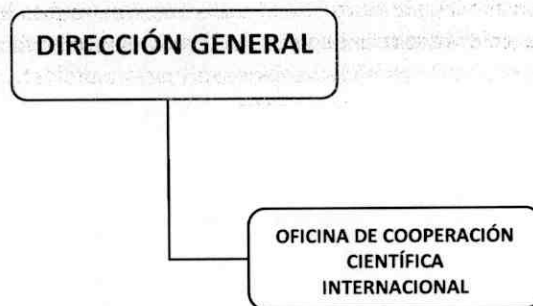 DIRECCIÓN GENERAL
OFICINA DE COOPERACIÓN
CIENTÍFICA
INTERNACIONAL